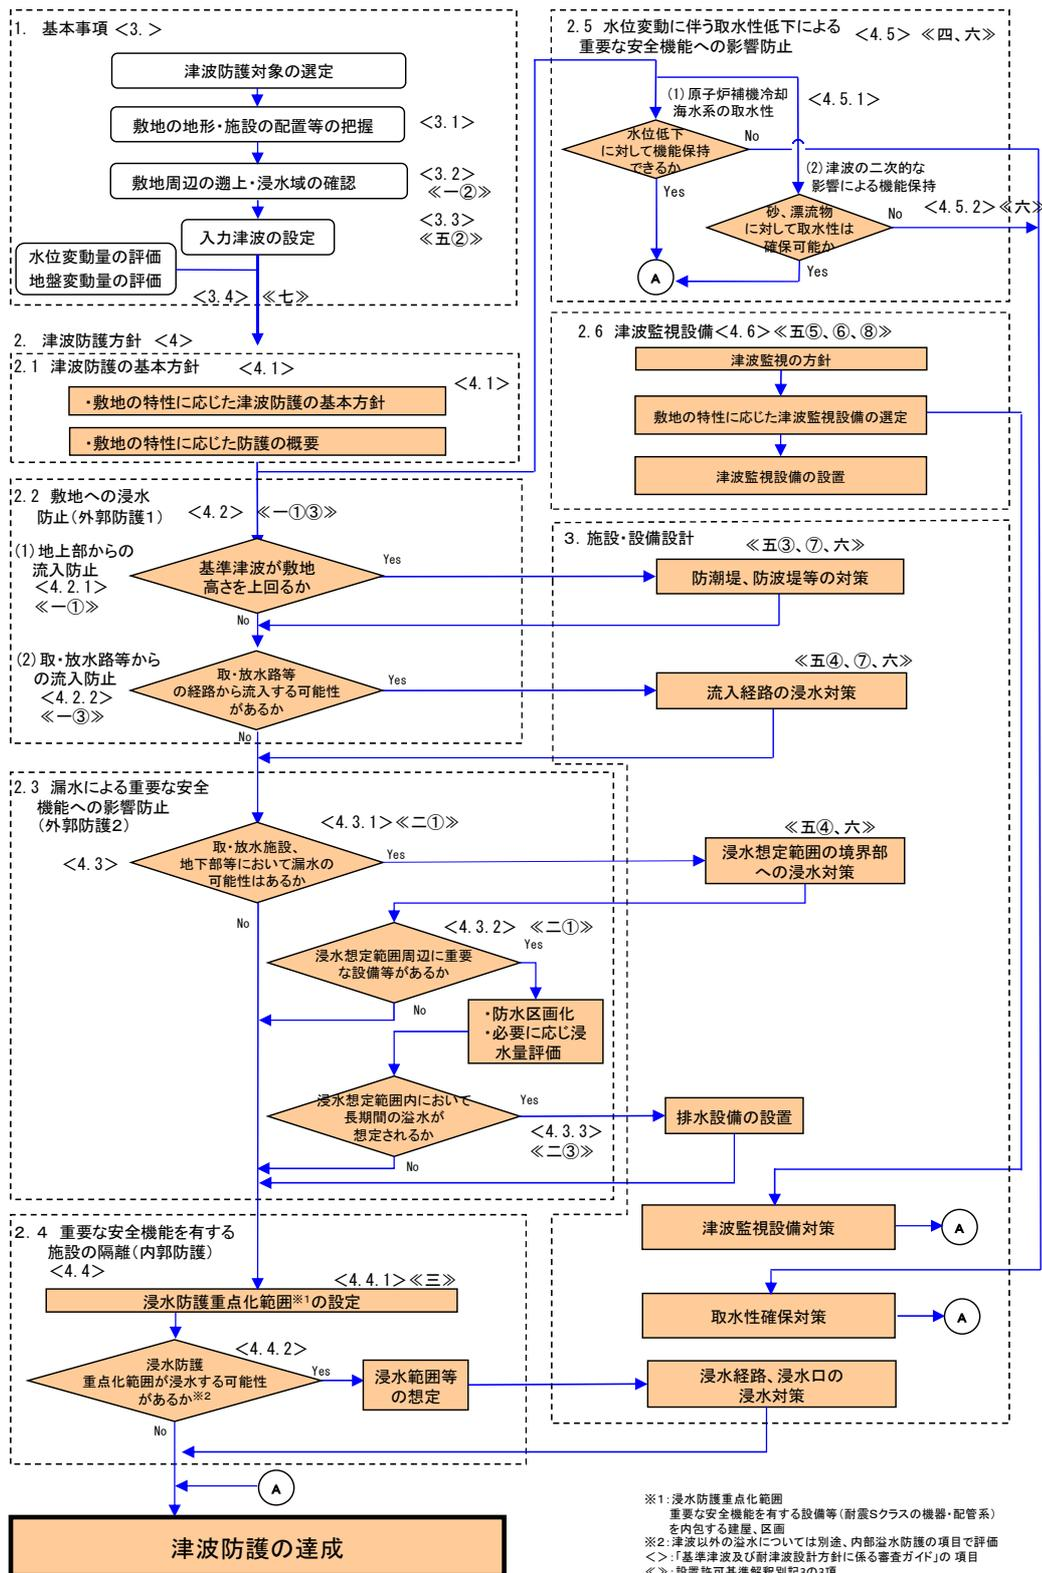 1. 基本事項 <3. >
津波防護対象の選定
敷地の地形・施設の配置等の把握
<3.1>
敷地周辺の遡上・浸水域の確認
<3.2>
≪一②≫
入力津波の設定
<3.3>
≪五②≫
水位変動量の評価
地盤変動量の評価
<3.4> ≪七≫
2. 津波防護方針 <4>
2.1 津波防護の基本方針 <4.1>
<4.1>
・敷地の特性に応じた津波防護の基本方針
・敷地の特性に応じた防護の概要
2.2 敷地への浸水
防止(外郭防護1)
<4.2> ≪一①③≫
(1)地上部からの
流入防止
<4.2.1>
≪一①≫
基準津波が敷地
高さを上回るか
Yes
No
(2)取・放水路等から
の流入防止
<4.2.2>
≪一③≫
取・放水路等
の経路から流入する可能性
があるか
Yes
No
2.3 漏水による重要な安全
機能への影響防止
(外郭防護2)
<4.3>
<4.3.1>≪二①≫
取・放水施設、
地下部等において漏水の
可能性はあるか
Yes
No
<4.3.2> ≪二①≫
浸水想定範囲周辺に重要
な設備等があるか
Yes
No
・防水区画化
・必要に応じ浸
水量評価
浸水想定範囲内において
長期間の溢水が
想定されるか
Yes
<4.3.3>
≪二③≫
No
2.4 重要な安全機能を有する
施設の隔離(内郭防護)
<4.4>
<4.4.1>≪三≫
浸水防護重点化範囲※1の設定
<4.4.2>
浸水防護
重点化範囲が浸水する可能性
があるか※2
Yes
No
浸水範囲等
の想定
A
津波防護の達成
2.5 水位変動に伴う取水性低下による
重要な安全機能への影響防止
<4.5> ≪四、六≫
(1)原子炉補機冷却
海水系の取水性
<4.5.1>
水位低下
に対して機能保持
できるか
No
Yes
(2)津波の二次的な
影響による機能保持
<4.5.2>≪六≫
砂、漂流物
に対して取水性は
確保可能か
No
Yes
A
2.6 津波監視設備<4.6>≪五⑤、⑥、⑧≫
津波監視の方針
敷地の特性に応じた津波監視設備の選定
津波監視設備の設置
3. 施設・設備設計
≪五③、⑦、六≫
防潮堤、防波堤等の対策
≪五④、⑦、六≫
流入経路の浸水対策
≪五④、六≫
浸水想定範囲の境界部
への浸水対策
排水設備の設置
津波監視設備対策
A
取水性確保対策
A
浸水経路、浸水口の
浸水対策
※1:浸水防護重点化範囲
重要な安全機能を有する設備等(耐震Sクラスの機器・配管系)
を内包する建屋、区画
※2:津波以外の溢水については別途、内部溢水防護の項目で評価
<>:「基準津波及び耐津波設計方針に係る審査ガイド」の 項目
≪≫:設置許可基準解釈別記3の3項